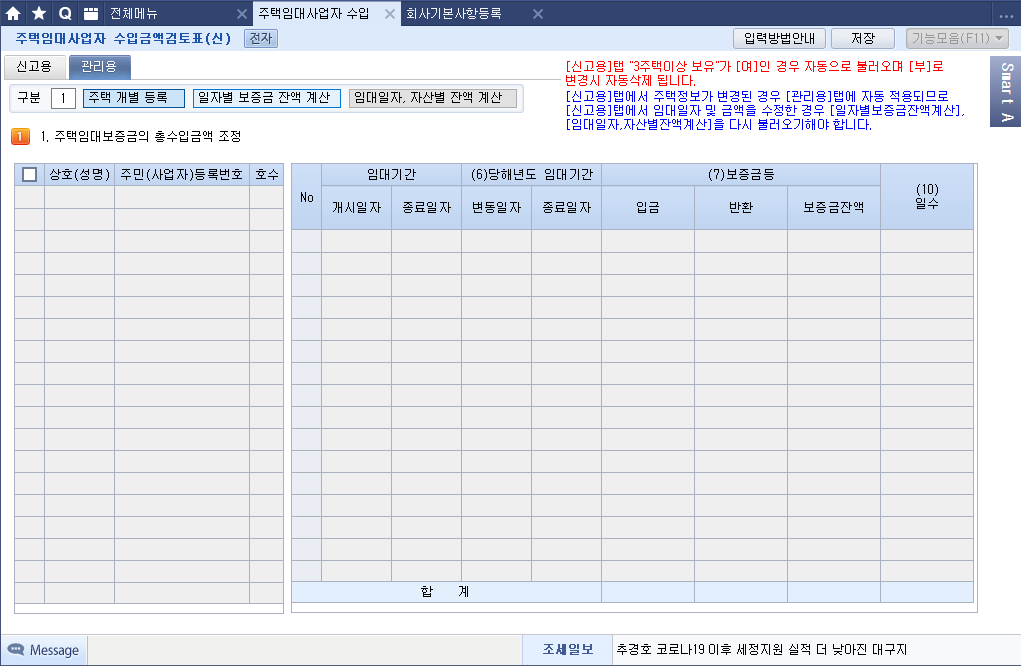 전체메뉴
주택임대사업자 수입
회사기본사항등록
...
주택임대사업자 수입금액검토표(신)
전자
입력방법안내
저장
기능모음(F11)
신고용
관리용
[신고용]탭 "3주택이상 보유"가 [여]인 경우 자동으로 불러오며 [부]로
변경시 자동삭제 됩니다.
구분
1
주택 개별 등록
일자별 보증금 잔액 계산
임대일자, 자산별 잔액 계산
[신고용]탭에서 주택정보가 변경된 경우 [관리용]탭에 자동 적용되므로
[신고용]탭에서 임대일자 및 금액을 수정한 경우 [일자별보증금잔액계산],
[임대일자,자산별잔액계산]을 다시 불러오기해야 합니다.
Smart A
1
1. 주택임대보증금의 총수입금액 조정
상호(성명)
주민(사업자)등록번호
호수
No
임대기간
(6)당해년도 임대기간
(7)보증금등
(10)
일수
개시일자
종료일자
변동일자
종료일자
입금
반환
보증금잔액
합 계
Message
조세일보
추경호 코로나19 이후 세정지원 실적 더 낮아진 대구지